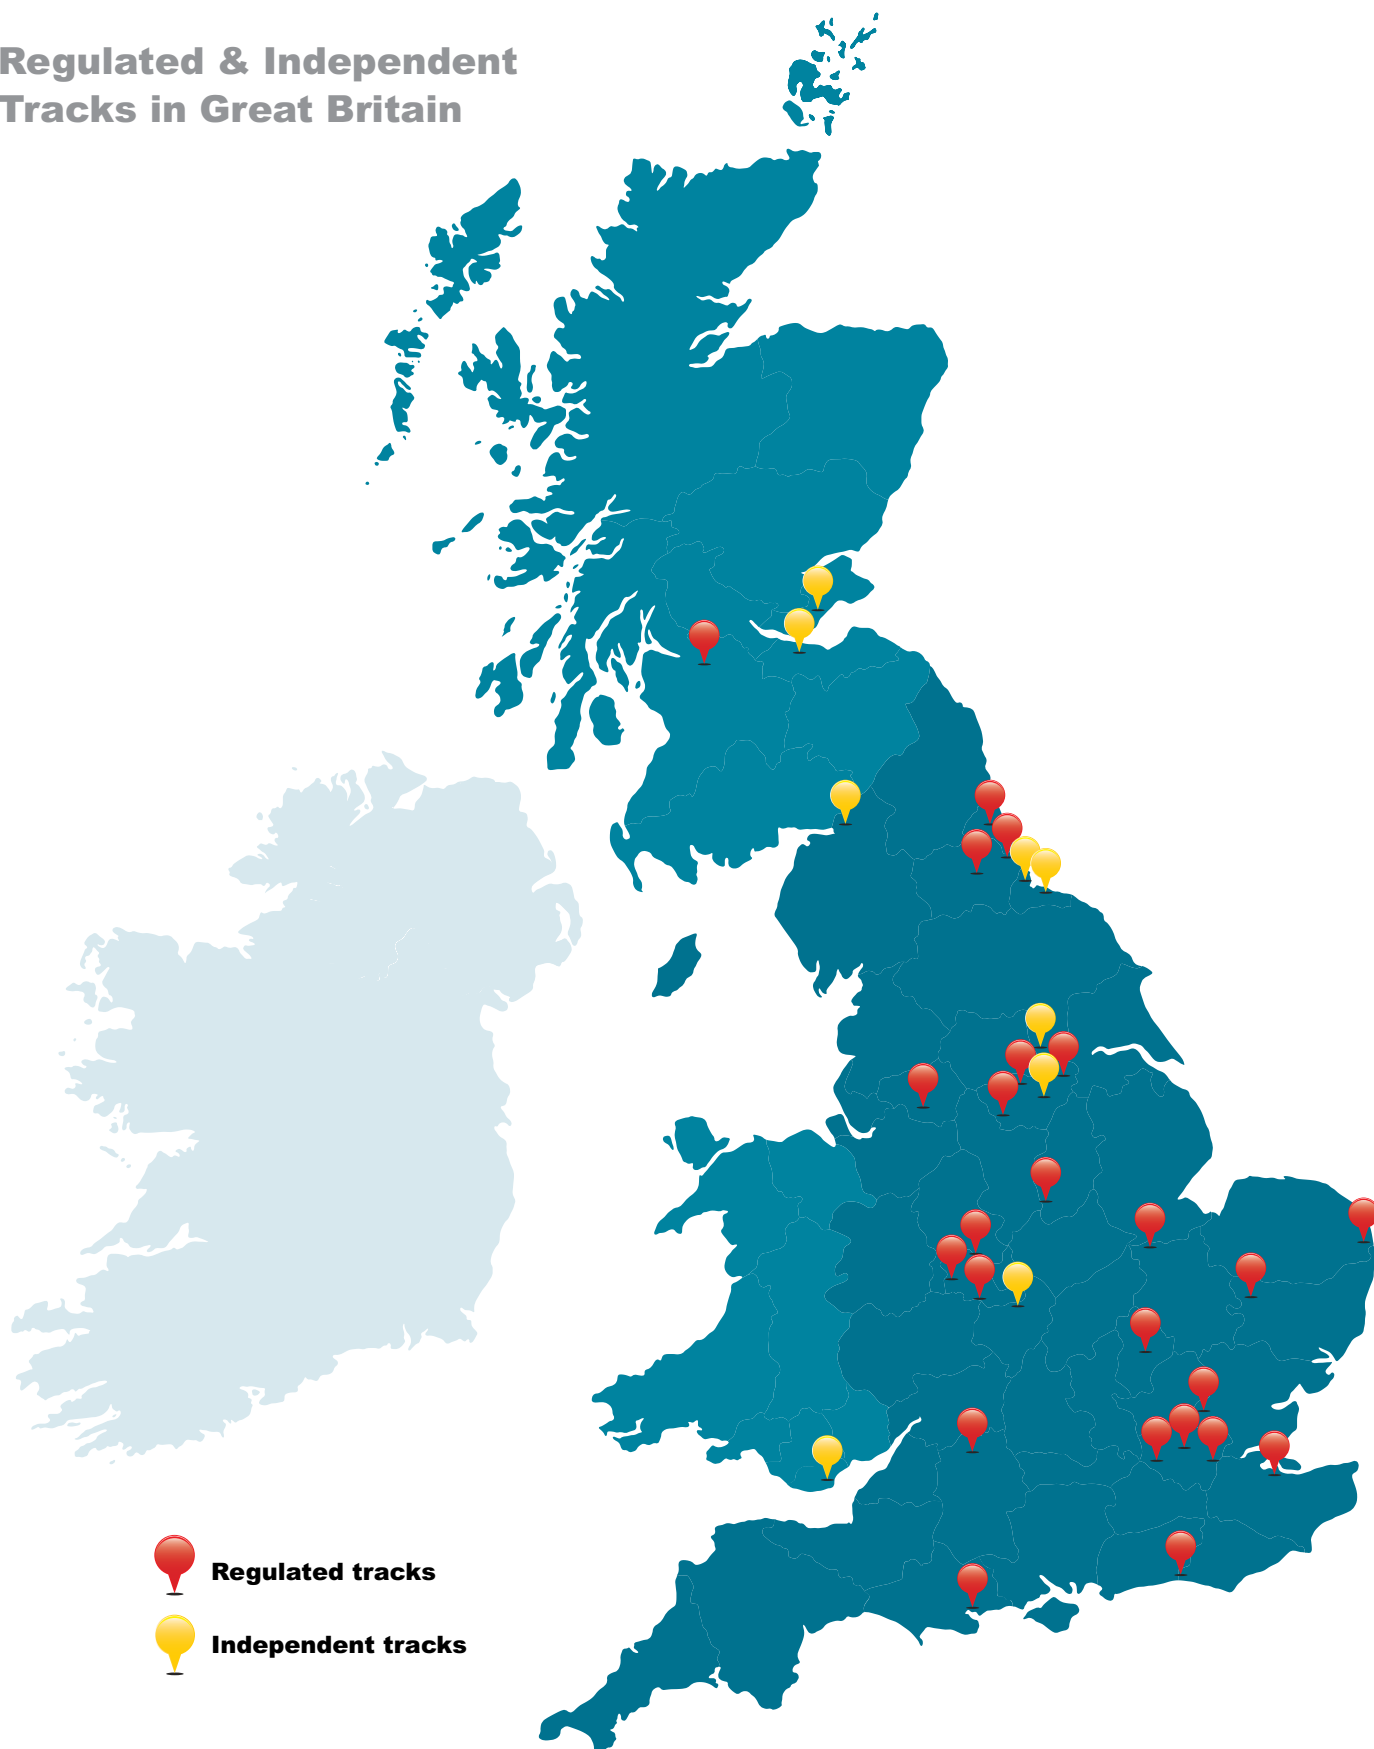 Regulated & Independent
Tracks in Great Britain
Regulated tracks
Independent tracks